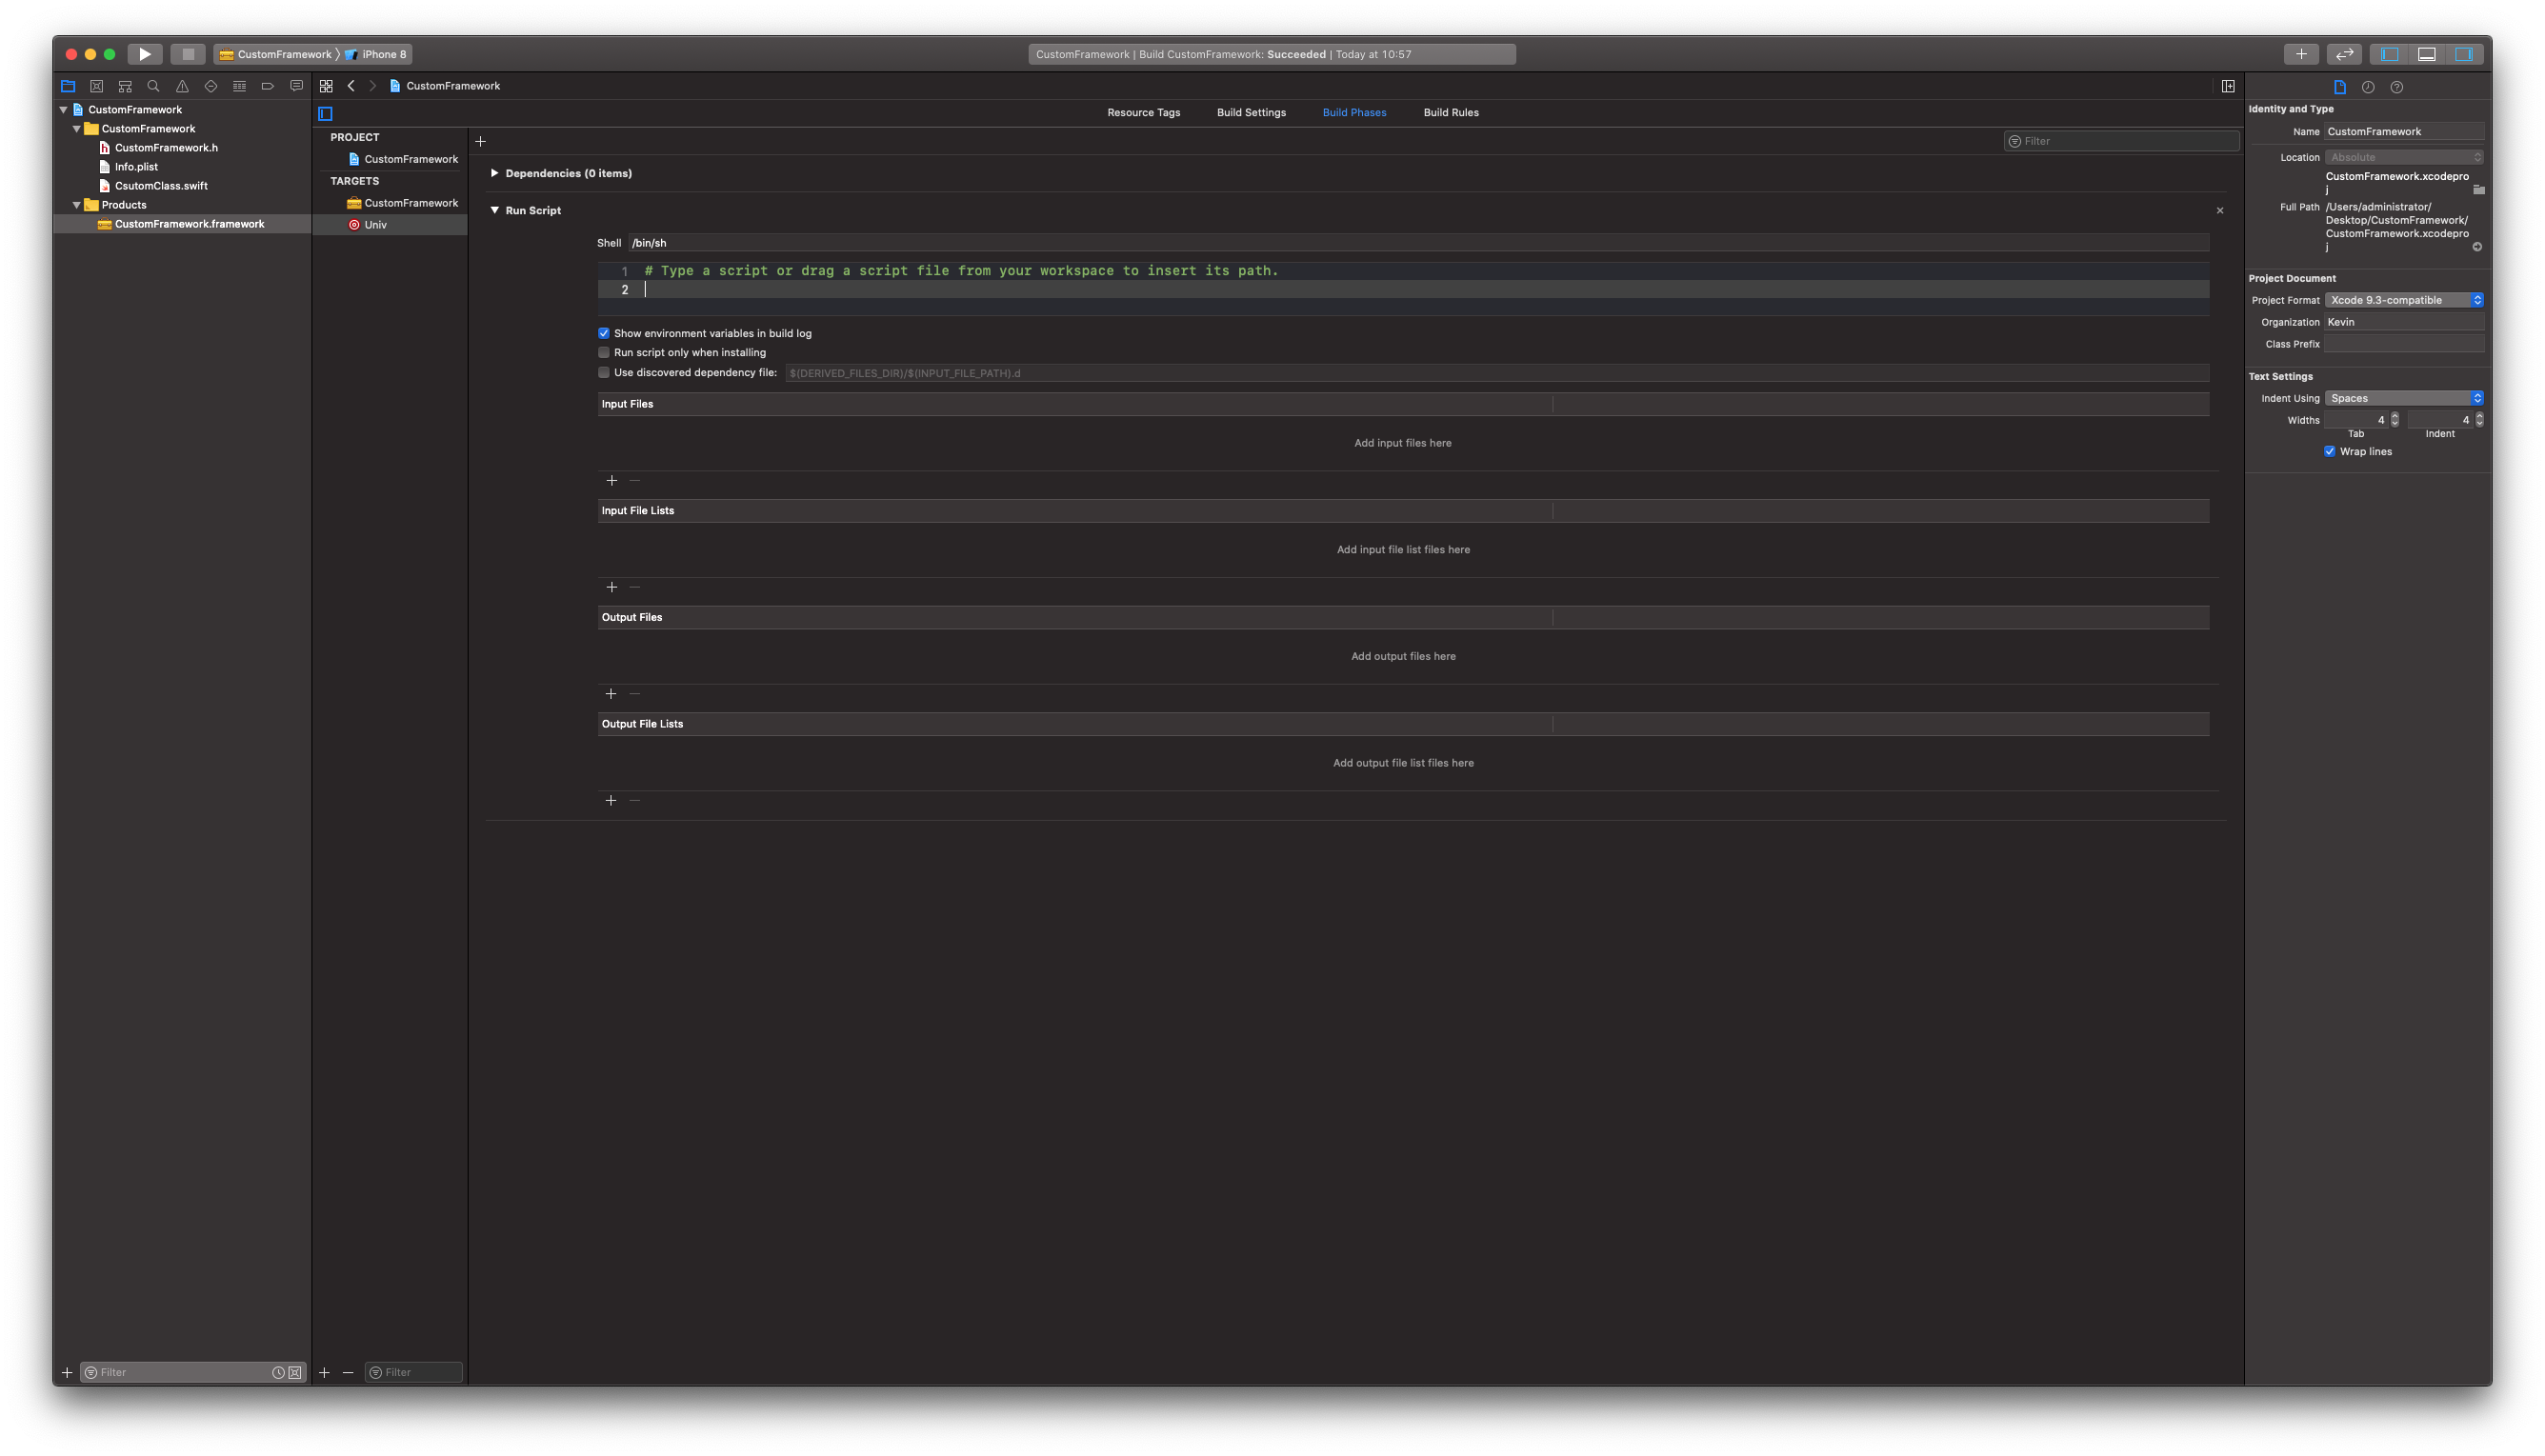 CustomFramework 〉 iPhone 8
CustomFramework | Build CustomFramework: Succeeded | Today at 10:57
CustomFramework
CustomFramework
CustomFramework.h
Info.plist
CsutomClass.swift
Products
CustomFramework.framework
Filter
CustomFramework
Resource Tags
Build Settings
Build Phases
Build Rules
PROJECT
CustomFramework
TARGETS
CustomFramework
Univ
Filter
Filter
Dependencies (0 items)
Run Script
Shell /bin/sh
1 # Type a script or drag a script file from your workspace to insert its path.
2
Show environment variables in build log
Run script only when installing
Use discovered dependency file: $(DERIVED_FILES_DIR)/$(INPUT_FILE_PATH).d
Input Files
Add input files here
Input File Lists
Add input file list files here
Output Files
Add output files here
Output File Lists
Add output file list files here
Identity and Type
Name CustomFramework
Location Absolute
CustomFramework.xcodepro
j
Full Path /Users/administrator/
Desktop/CustomFramework/
CustomFramework.xcodepro
j
Project Document
Project Format Xcode 9.3-compatible
Organization Kevin
Class Prefix
Text Settings
Indent Using Spaces
Widths 4 4
Tab Indent
Wrap lines